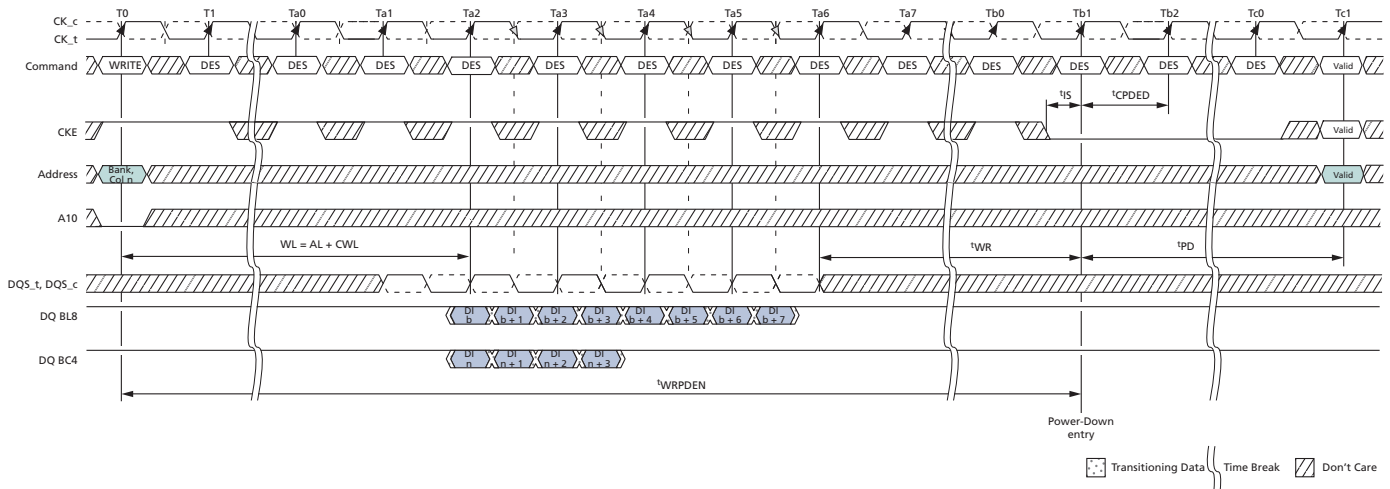 T0 T1 Ta0 Ta1 Ta2 Ta3 Ta4 Ta5 Ta6 Ta7 Tb0 Tb1 Tb2 Tc0 Tc1
CK_c
CK_t
Command WRITE DES DES DES DES DES DES DES DES DES DES DES DES DES Valid
tIS tCPDED
CKE Valid
Address Bank, Col n Valid
A10
WL = AL + CWL tWR tPD
DQS_t, DQS_c
DQ BL8 DI b DI b + 1 DI b + 2 DI b + 3 DI b + 4 DI b + 5 DI b + 6 DI b + 7
DQ BC4 DI n DI n + 1 DI n + 2 DI n + 3
tWRPDEN
Power-Down
entry
Transitioning Data Time Break Don't Care